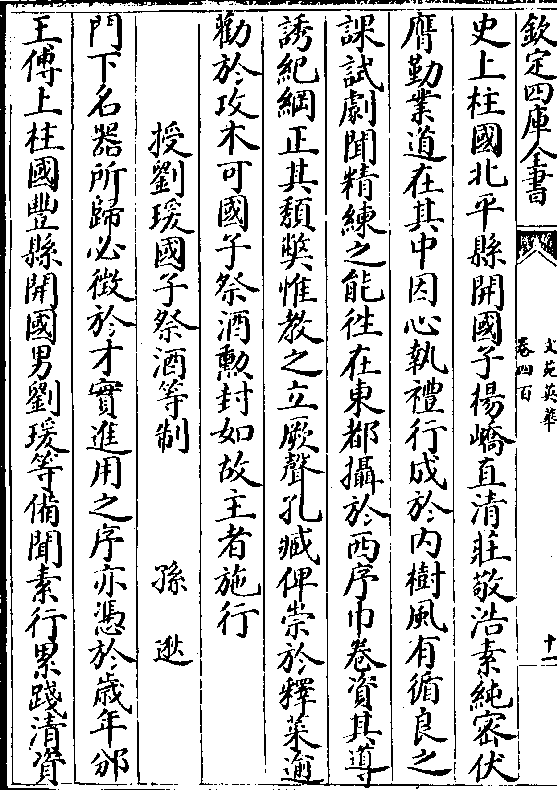 欽定四庫全書
文苑英華
卷四百
十一
史上柱國北平縣開國子楊嶠直清莊敬浩素純宻伏
膺勤業道在其中因心執禮行成於内樹風有循良之
課試劇聞精練之能徃在東都攝於西序巾卷資其導
誘紀綱正其頽獘惟教之立厥聲孔臧俾崇於釋菜逾
勸於攻木可國子祭酒勲封如故主者施行
授劉瑗國子祭酒等制
孫逖
門下名器所歸必徴於才實進用之序亦憑於歲年邠
王傅上柱國豐縣開國男劉瑗等備聞素行累踐清資